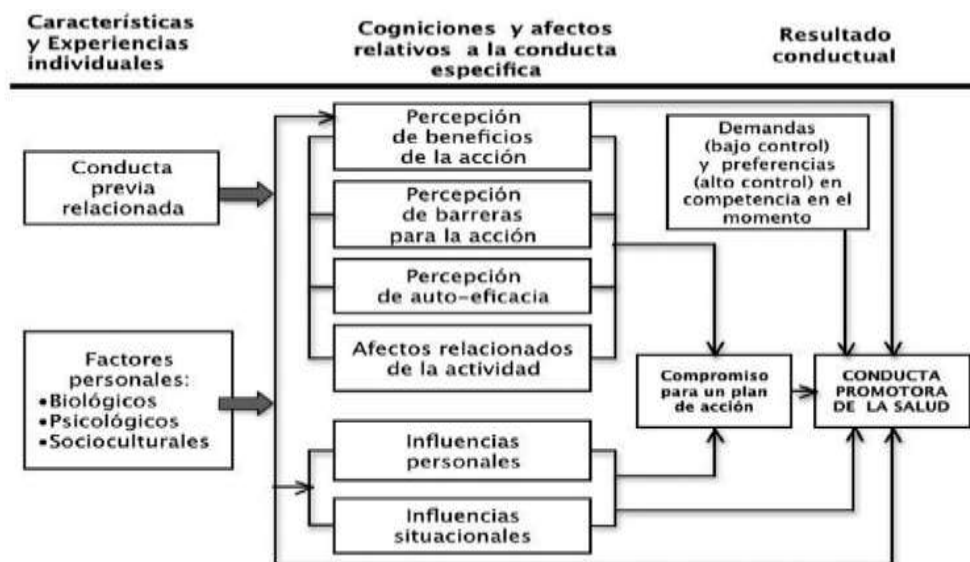 Características
y Experiencias
individuales
Cogniciones y afectos
relativos a la conducta
especifica
Resultado
conductual
Conducta
previa
relacionada
Factores
personales:
•Biológicos
•Psicológicos
•Socioculturales
Percepción
de beneficios
de la acción
Percepción
de barreras
para la acción
Percepción
de auto-eficacia
Afectos relacionados
de la actividad
Influencias
personales
Influencias
situacionales
Demandas
(bajo control)
y preferencias
(alto control) en
competencia en el
momento
Compromiso
para un plan
de acción
CONDUCTA
PROMOTORA
DE LA SALUD